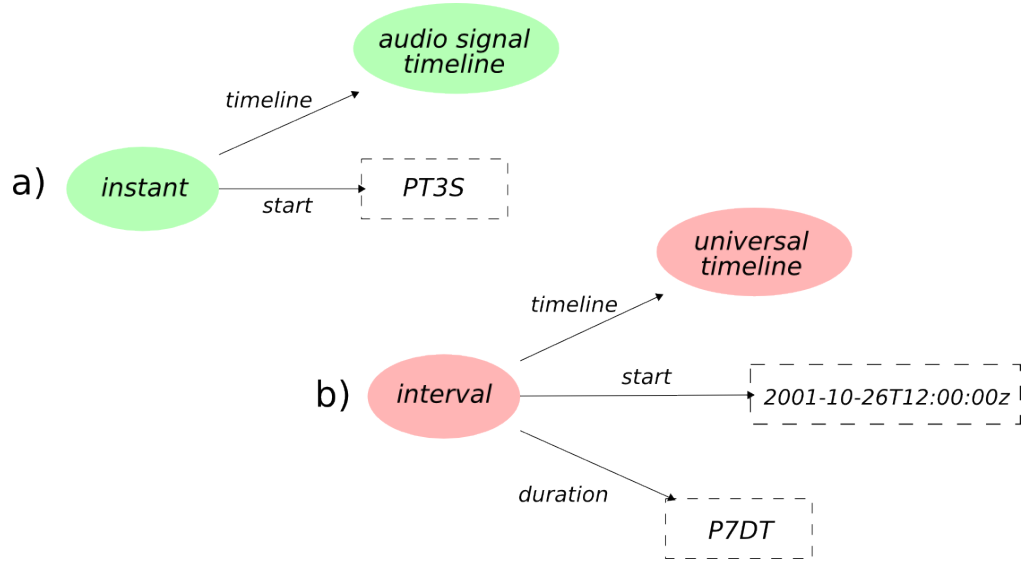 audio signal
timeline
timeline
a)
instant
PT3S
start
universal
timeline
timeline
start
b)
interval
2001-10-26T12:00:00z
duration
P7DT